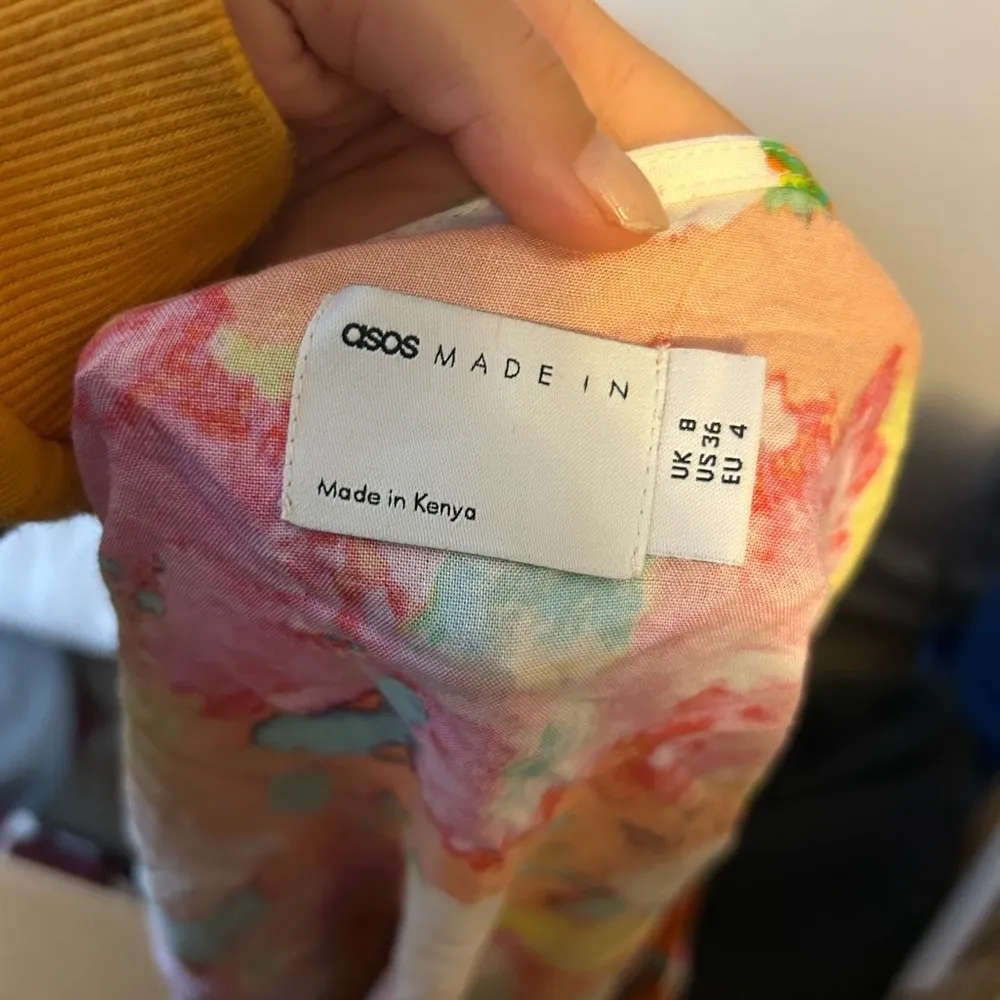 asos MADE IN
Made in Kenya
UK 8
US 36
EU 4